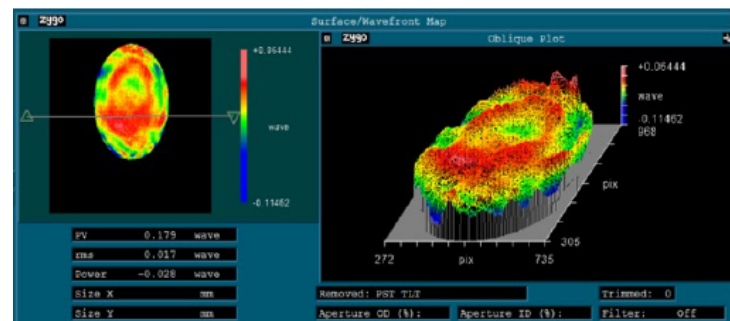 zygo Surface/Wavefront Map
+0.06444
wave
-0.11462
PV 0.179 wave
rms 0.017 wave
Power -0.028 wave
Size X mm
Size Y mm
zygo Oblique Plot
+0.06444
wave
-0.11462
968
pix
306
272 pix 735
Removed: PST TLT Trimmed: 0
Aperture OD (%): Aperture ID (%): Filter: Off